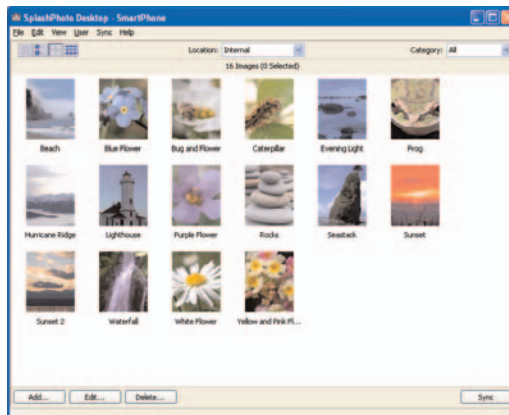 SplashPhoto Desktop - SmartPhone
File Edit View User Sync Help
Location: Internal Category: All
16 Images (0 Selected)
Beach Blue Flower Bug and Flower Caterpillar Evening Light Frog
Hurricane Ridge Lighthouse Purple Flower Rocks Seastack Sunset
Sunset 2 Waterfall White Flower Yellow and Pink Fl...
Add... Edit... Delete... Sync